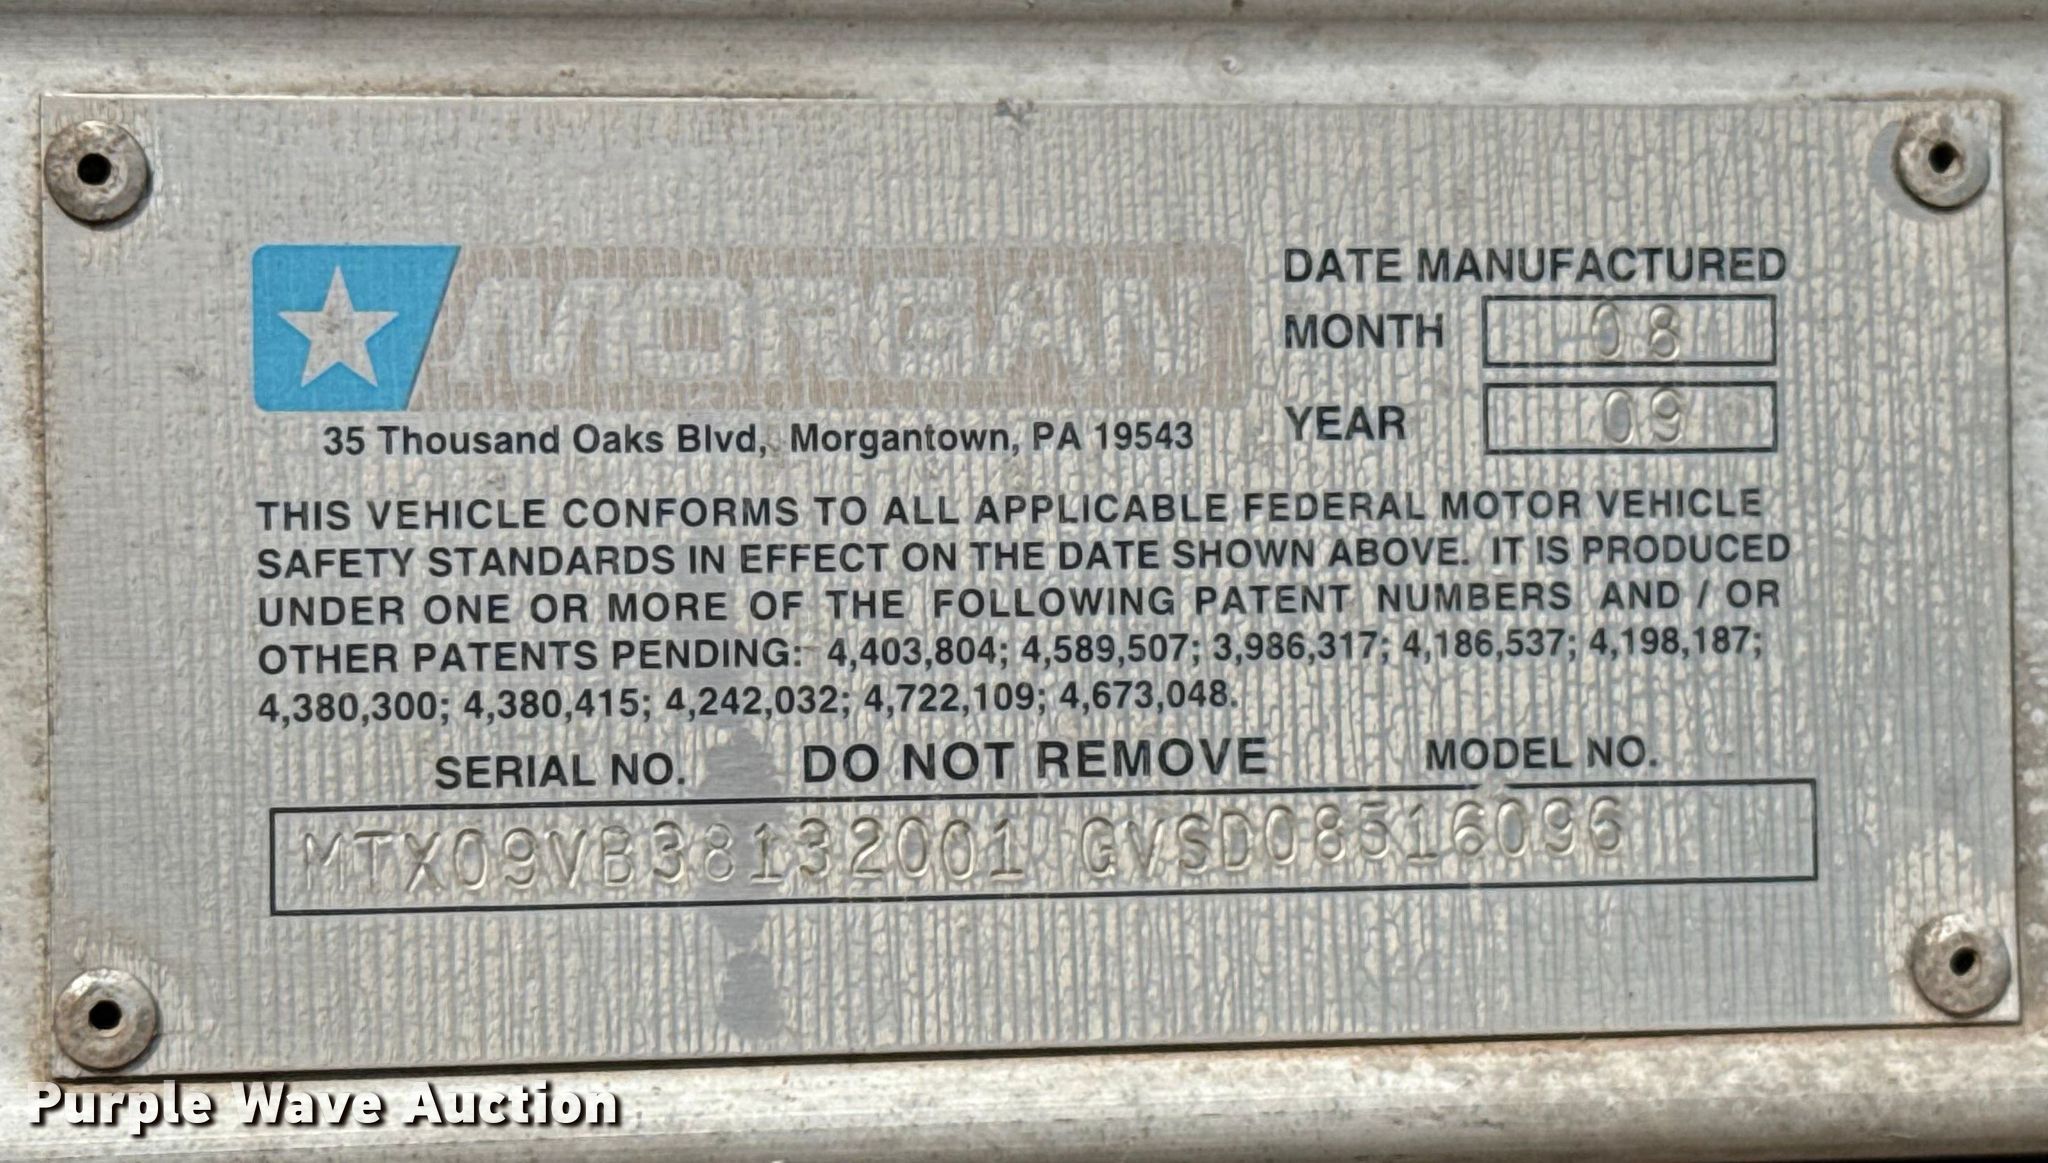 MORGAN
35 Thousand Oaks Blvd, Morgantown, PA 19543
DATE MANUFACTURED
MONTH 08
YEAR 09
THIS VEHICLE CONFORMS TO ALL APPLICABLE FEDERAL MOTOR VEHICLE
SAFETY STANDARDS IN EFFECT ON THE DATE SHOWN ABOVE. IT IS PRODUCED
UNDER ONE OR MORE OF THE FOLLOWING PATENT NUMBERS AND / OR
OTHER PATENTS PENDING: 4,403,804; 4,589,507; 3,986,317; 4,186,537; 4,198,187;
4,380,300; 4,380,415; 4,242,032; 4,722,109; 4,673,048.
SERIAL NO. DO NOT REMOVE MODEL NO.
MTX09VB38132001 GVSD08516096
Purple Wave Auction